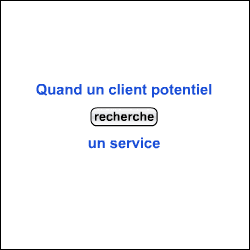 Quand un client potentiel
recherche
un service